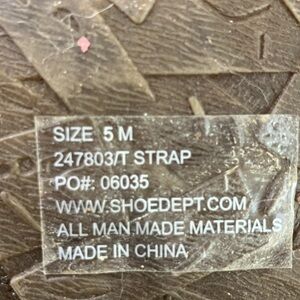 SIZE 5 M
247803/T STRAP
PO#: 06035
WWW.SHOEDEPT.COM
ALL MAN MADE MATERIALS
MADE IN CHINA